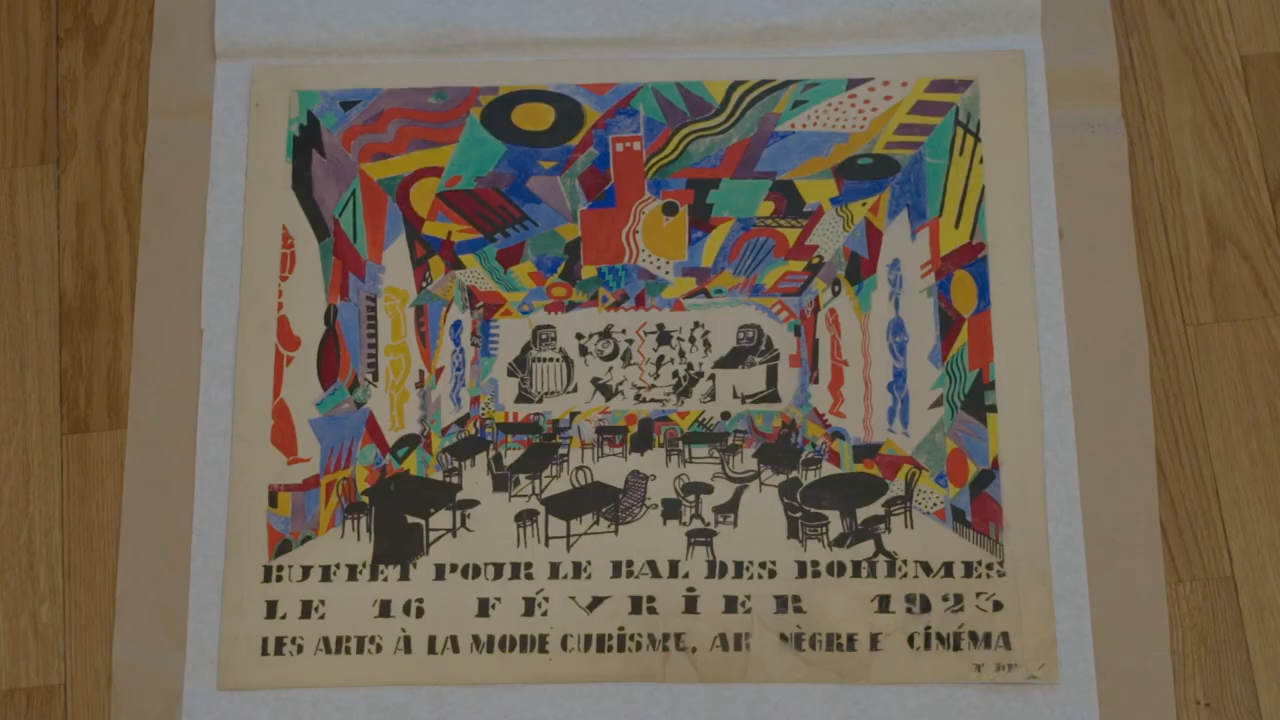 BUFFET POUR LE BAL DES BOHÈMES
LE 16 FÉVRIER 1923
LES ARTS À LA MODE CUBISME, AR NÈGRE E CINÉMA